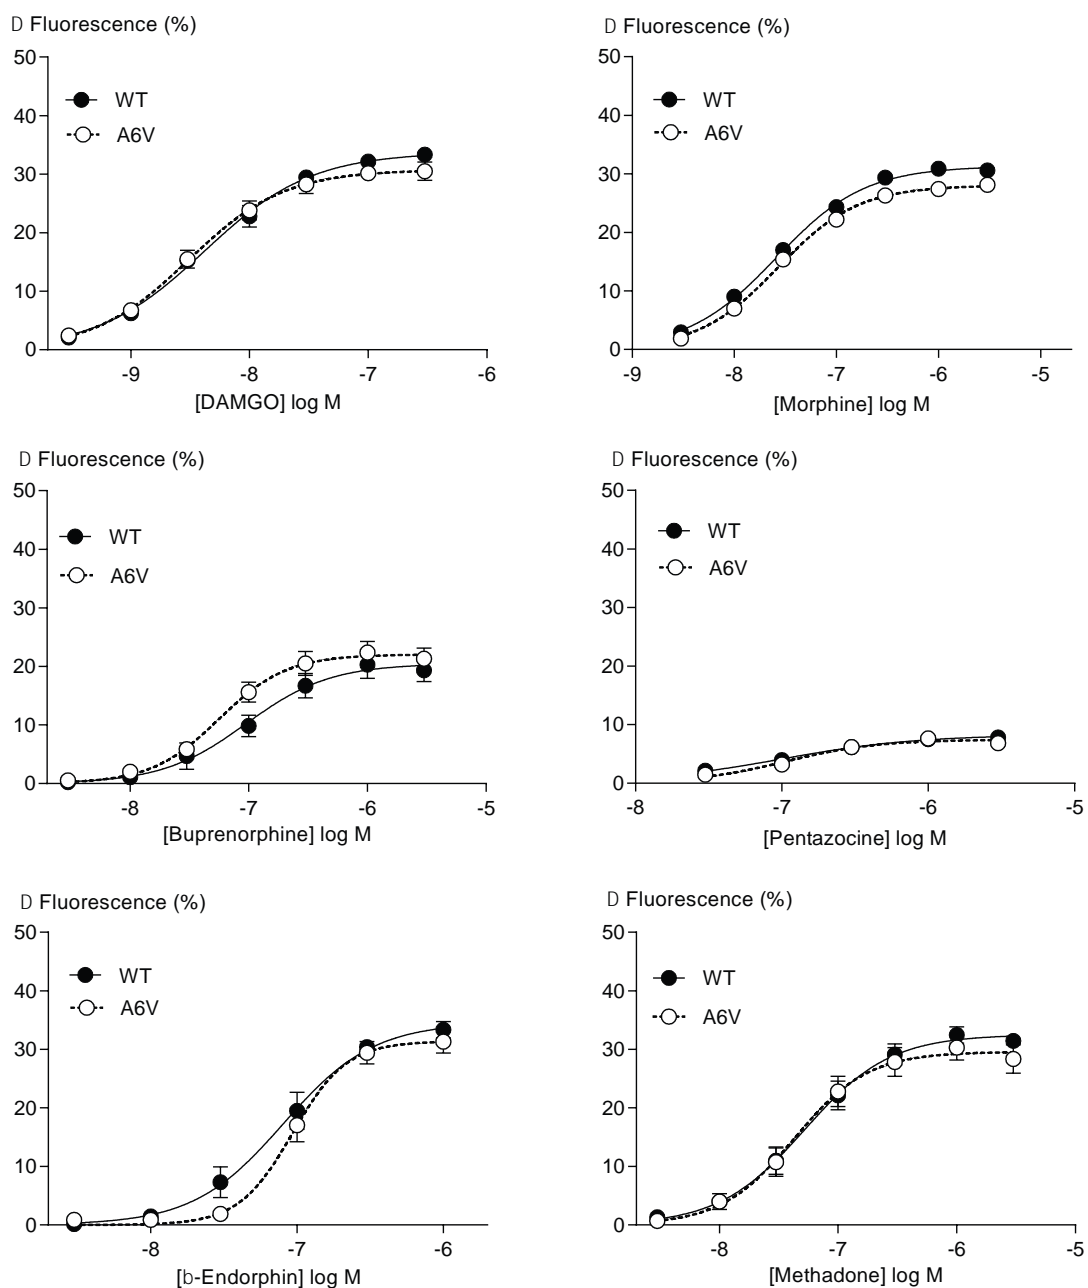 D Fluorescence (%)
50
40
30
20
10
0
WT
A6V
-9 -8 -7 -6
[DAMGO] log M
D Fluorescence (%)
50
40
30
20
10
0
WT
A6V
-9 -8 -7 -6 -5
[Morphine] log M
D Fluorescence (%)
50
40
30
20
10
0
WT
A6V
-8 -7 -6 -5
[Buprenorphine] log M
D Fluorescence (%)
50
40
30
20
10
0
WT
A6V
-8 -7 -6 -5
[Pentazocine] log M
D Fluorescence (%)
50
40
30
20
10
0
WT
A6V
-8 -7 -6
[b-Endorphin] log M
D Fluorescence (%)
50
40
30
20
10
0
WT
A6V
-8 -7 -6 -5
[Methadone] log M